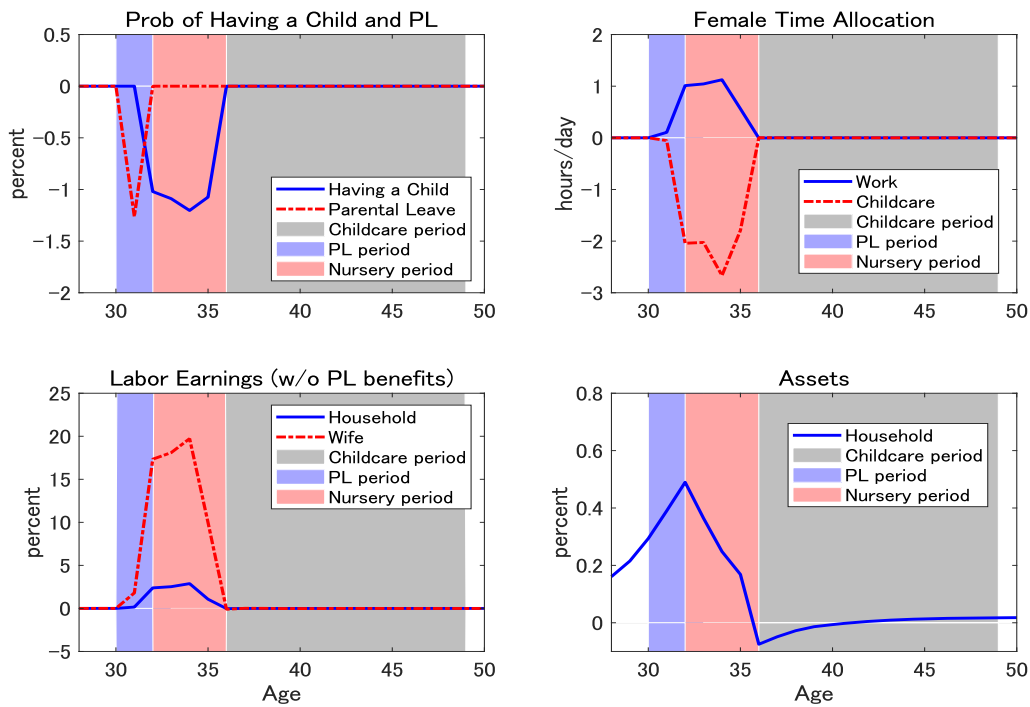 Prob of Having a Child and PL
0.5
0
−0.5
−1
−1.5
−2
percent
30
35
40
45
50
Having a Child
Parental Leave
Childcare period
PL period
Nursery period
Female Time Allocation
2
1
0
−1
−2
−3
hours/day
30
35
40
45
50
Work
Childcare
Childcare period
PL period
Nursery period
Labor Earnings (w/o PL benefits)
25
20
15
10
5
0
−5
percent
30
35
40
45
50
Age
Household
Wife
Childcare period
PL period
Nursery period
Assets
0.8
0.6
0.4
0.2
0
percent
30
35
40
45
50
Age
Household
Childcare period
PL period
Nursery period